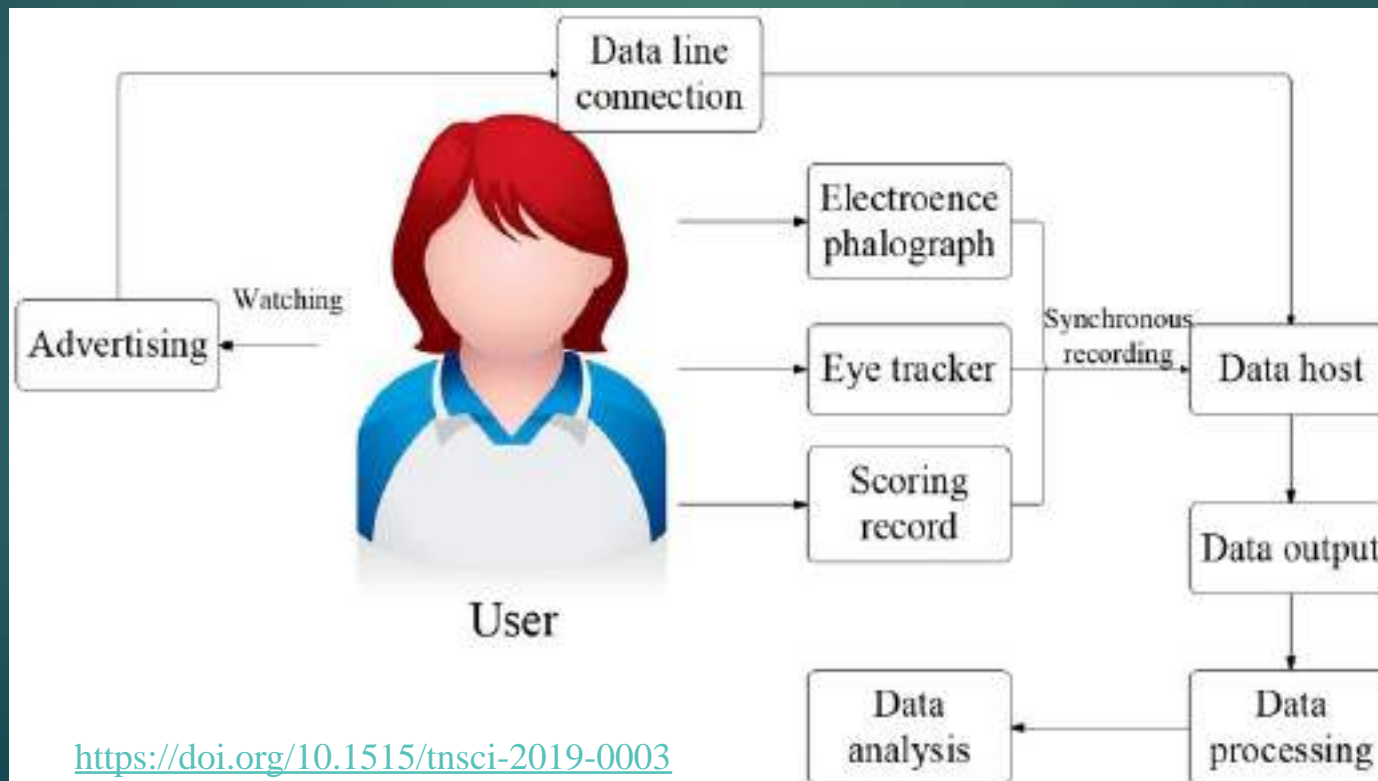 Data line
connection
Electroence
phalograph
Watching
Advertising
Synchronous
recording
Eye tracker
Data host
Scoring
record
Data output
User
Data
analysis
Data
processing
https://doi.org/10.1515/tnsci-2019-0003